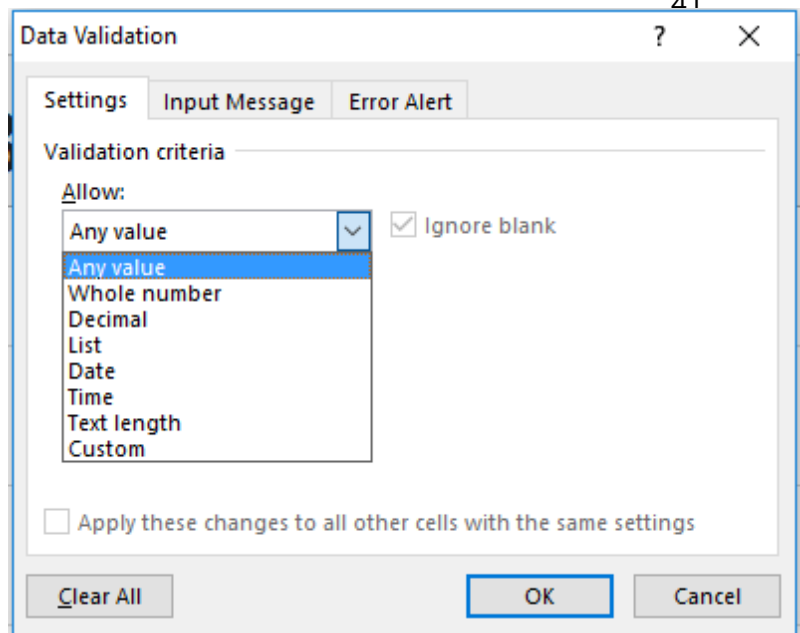 Data Validation ?
Settings Input Message Error Alert
Validation criteria
Allow:
Any value Ignore blank
Any value
Whole number
Decimal
List
Date
Time
Text length
Custom
Apply these changes to all other cells with the same settings
Clear All OK Cancel